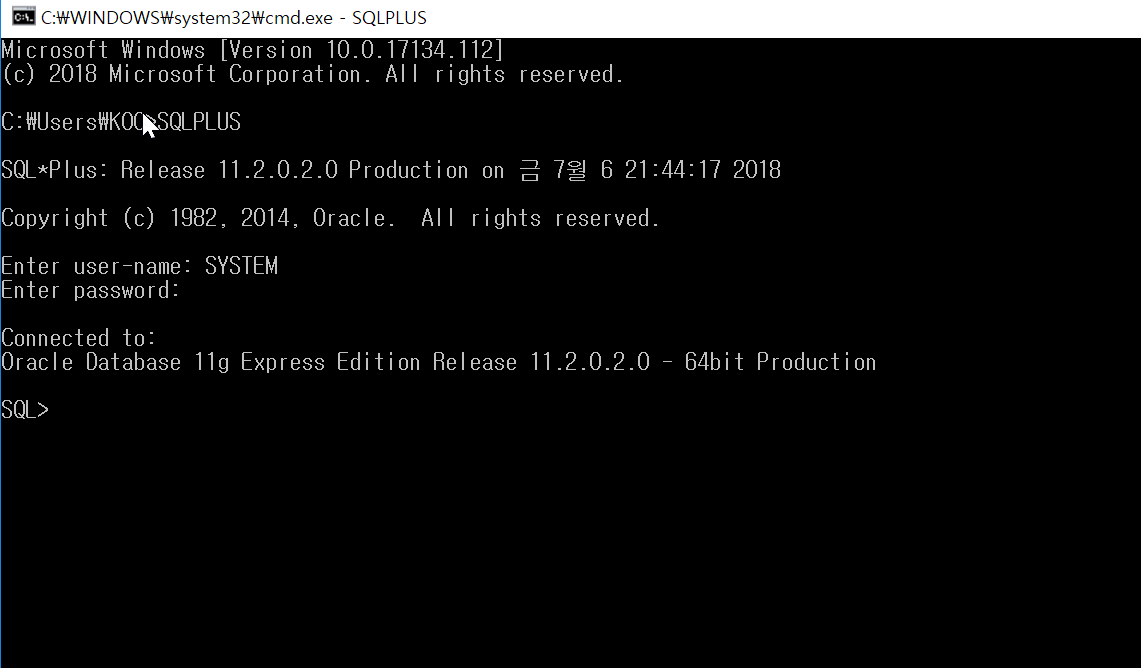 C:₩WINDOWS₩system32₩cmd.exe - SQLPLUS
Microsoft Windows [Version 10.0.17134.112]
(c) 2018 Microsoft Corporation. All rights reserved.
C:₩Users₩KOO>SQLPLUS
SQL*Plus: Release 11.2.0.2.0 Production on 금 7월 6 21:44:17 2018
Copyright (c) 1982, 2014, Oracle.  All rights reserved.
Enter user-name: SYSTEM
Enter password:
Connected to:
Oracle Database 11g Express Edition Release 11.2.0.2.0 - 64bit Production
SQL>